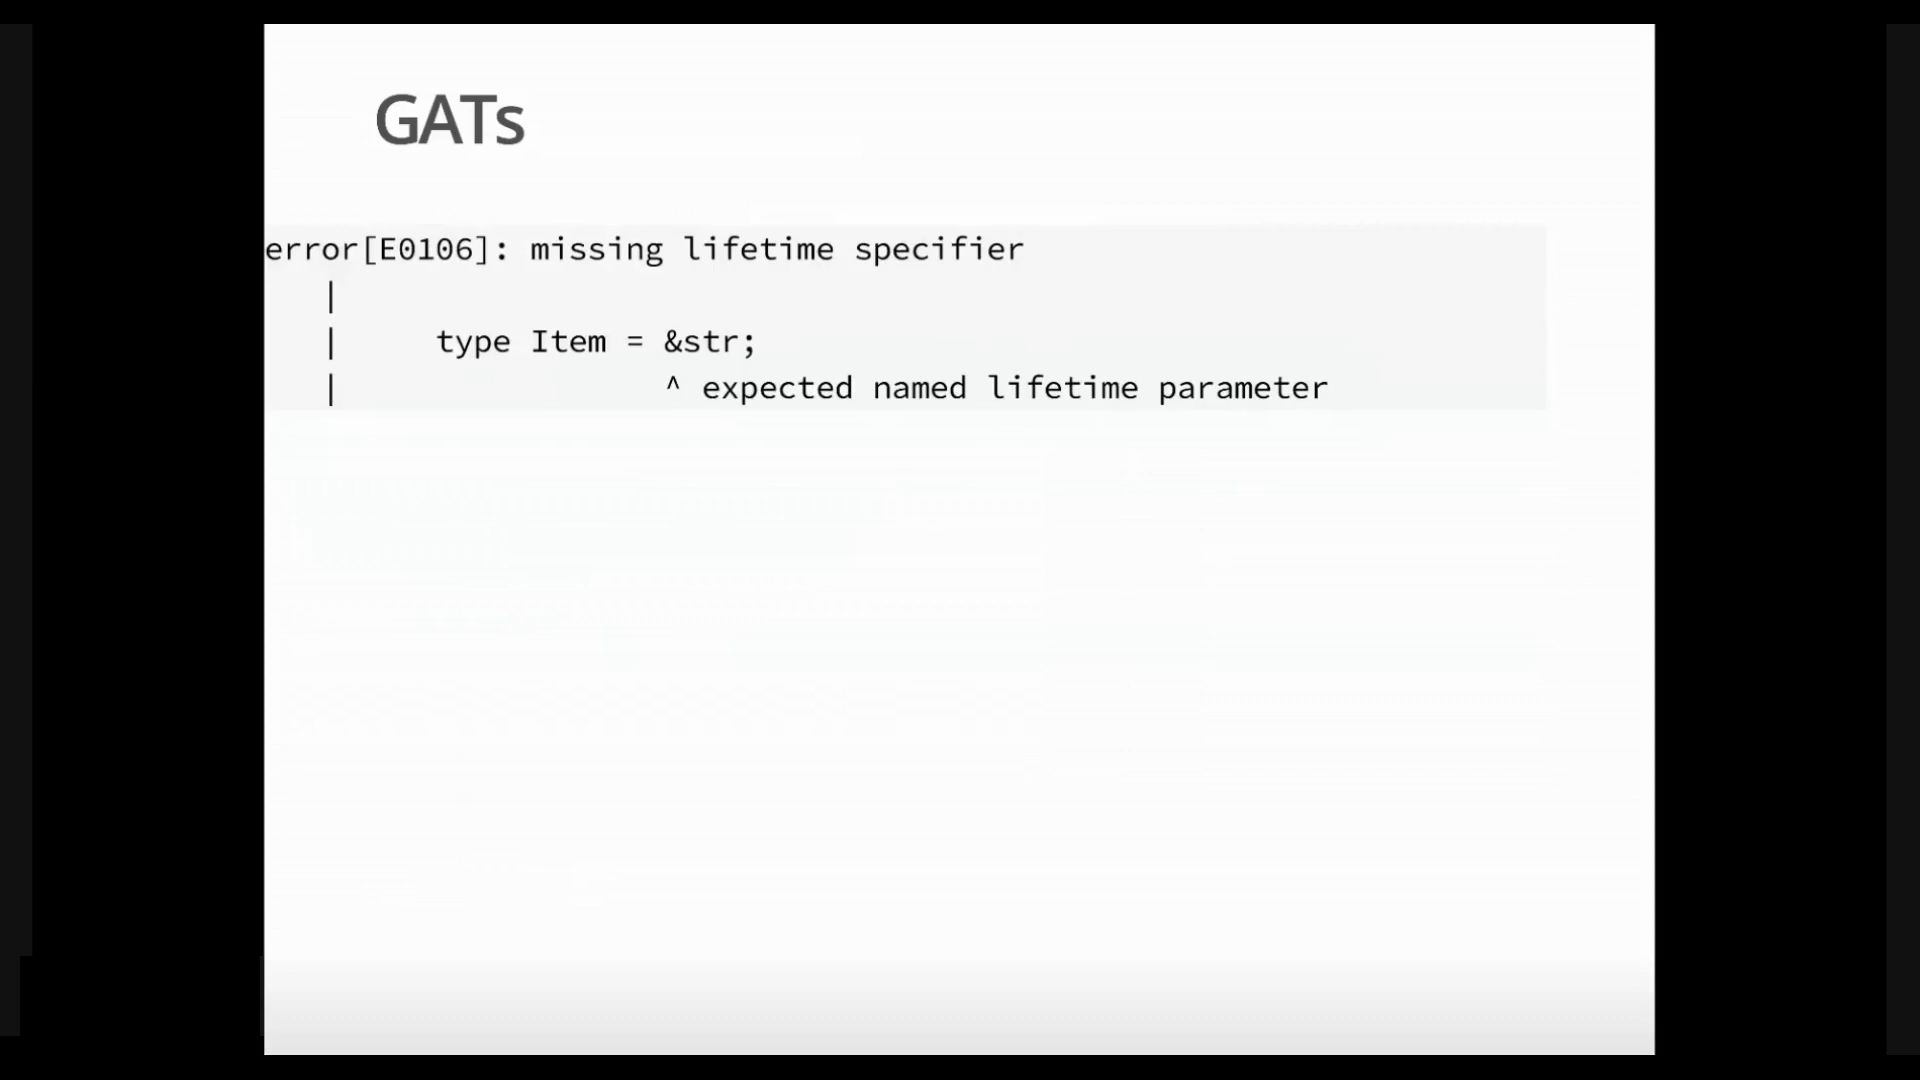 GATs
error[E0106]: missing lifetime specifier
|
| type Item = &str;
| ^ expected named lifetime parameter